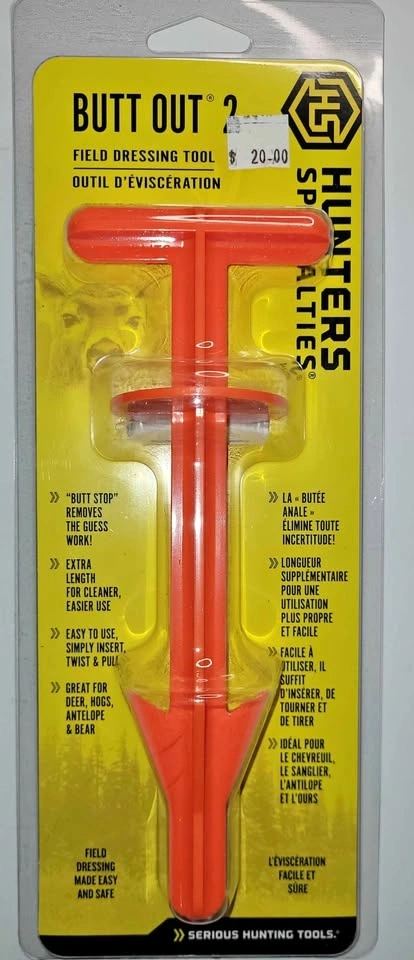 BUTT OUT® 2
FIELD DRESSING TOOL
OUTIL D'ÉVISCÉRATION
$ 20.00
HS
HUNTERS
SPECIALTIES®
» "BUTT STOP"
REMOVES
THE GUESS
WORK!
» EXTRA
LENGTH
FOR CLEANER,
EASIER USE
» EASY TO USE,
SIMPLY INSERT,
TWIST & PULL
» GREAT FOR
DEER, HOGS,
ANTELOPE
& BEAR
FIELD
DRESSING
MADE EASY
AND SAFE
» LA « BUTÉE
ANALE »
ÉLIMINE TOUTE
INCERTITUDE!
» LONGUEUR
SUPPLÉMENTAIRE
POUR UNE
UTILISATION
PLUS PROPRE
ET FACILE
» FACILE À
UTILISER, IL
SUFFIT
D'INSÉRER, DE
TOURNER ET
DE TIRER
» IDÉAL POUR
LE CHEVREUIL,
LE SANGLIER,
L'ANTILOPE
ET L'OURS
L'ÉVISCÉRATION
FACILE ET
SÛRE
» SERIOUS HUNTING TOOLS.®